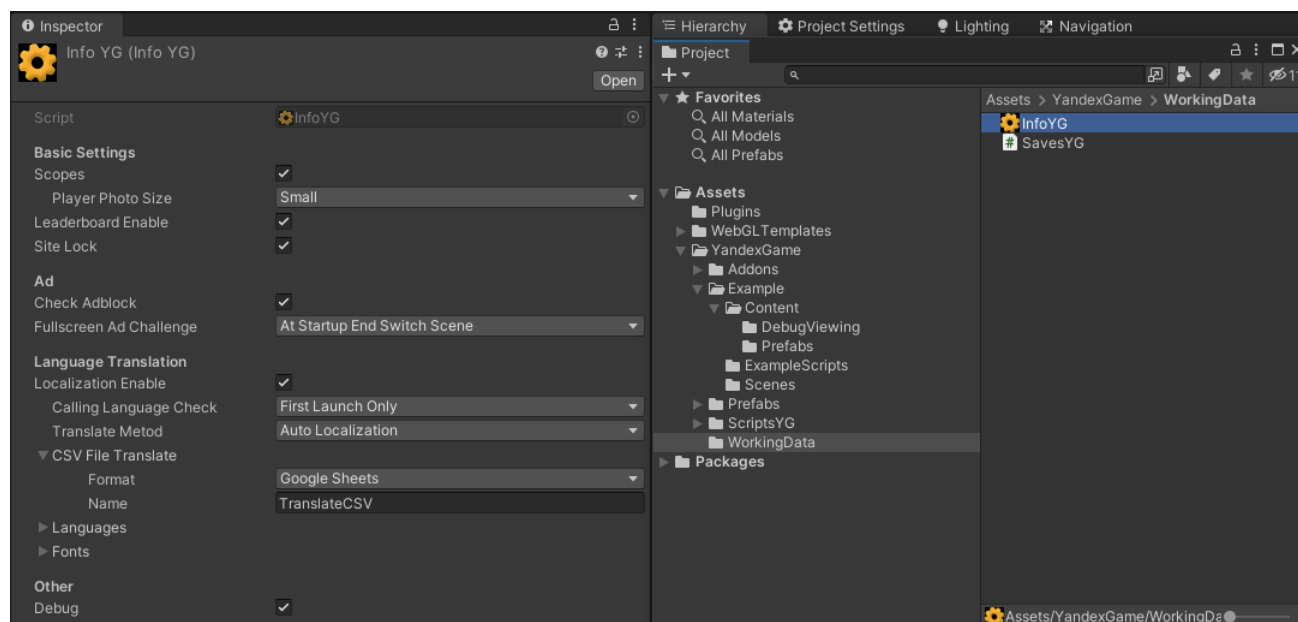 Inspector
Info YG (Info YG)
Open
Script InfoYG
Basic Settings
Scopes
Player Photo Size Small
Leaderboard Enable
Site Lock
Ad
Check Adblock
Fullscreen Ad Challenge At Startup End Switch Scene
Language Translation
Localization Enable
Calling Language Check First Launch Only
Translate Metod Auto Localization
CSV File Translate
Format Google Sheets
Name TranslateCSV
Languages
Fonts
Other
Debug
Hierarchy Project Settings Lighting Navigation
Project
Favorites
All Materials
All Models
All Prefabs
Assets
Plugins
WebGLTemplates
YandexGame
Addons
Example
Content
DebugViewing
Prefabs
ExampleScripts
Scenes
Prefabs
ScriptsYG
WorkingData
Packages
Assets > YandexGame > WorkingData
InfoYG
SavesYG
Assets/YandexGame/WorkingDa